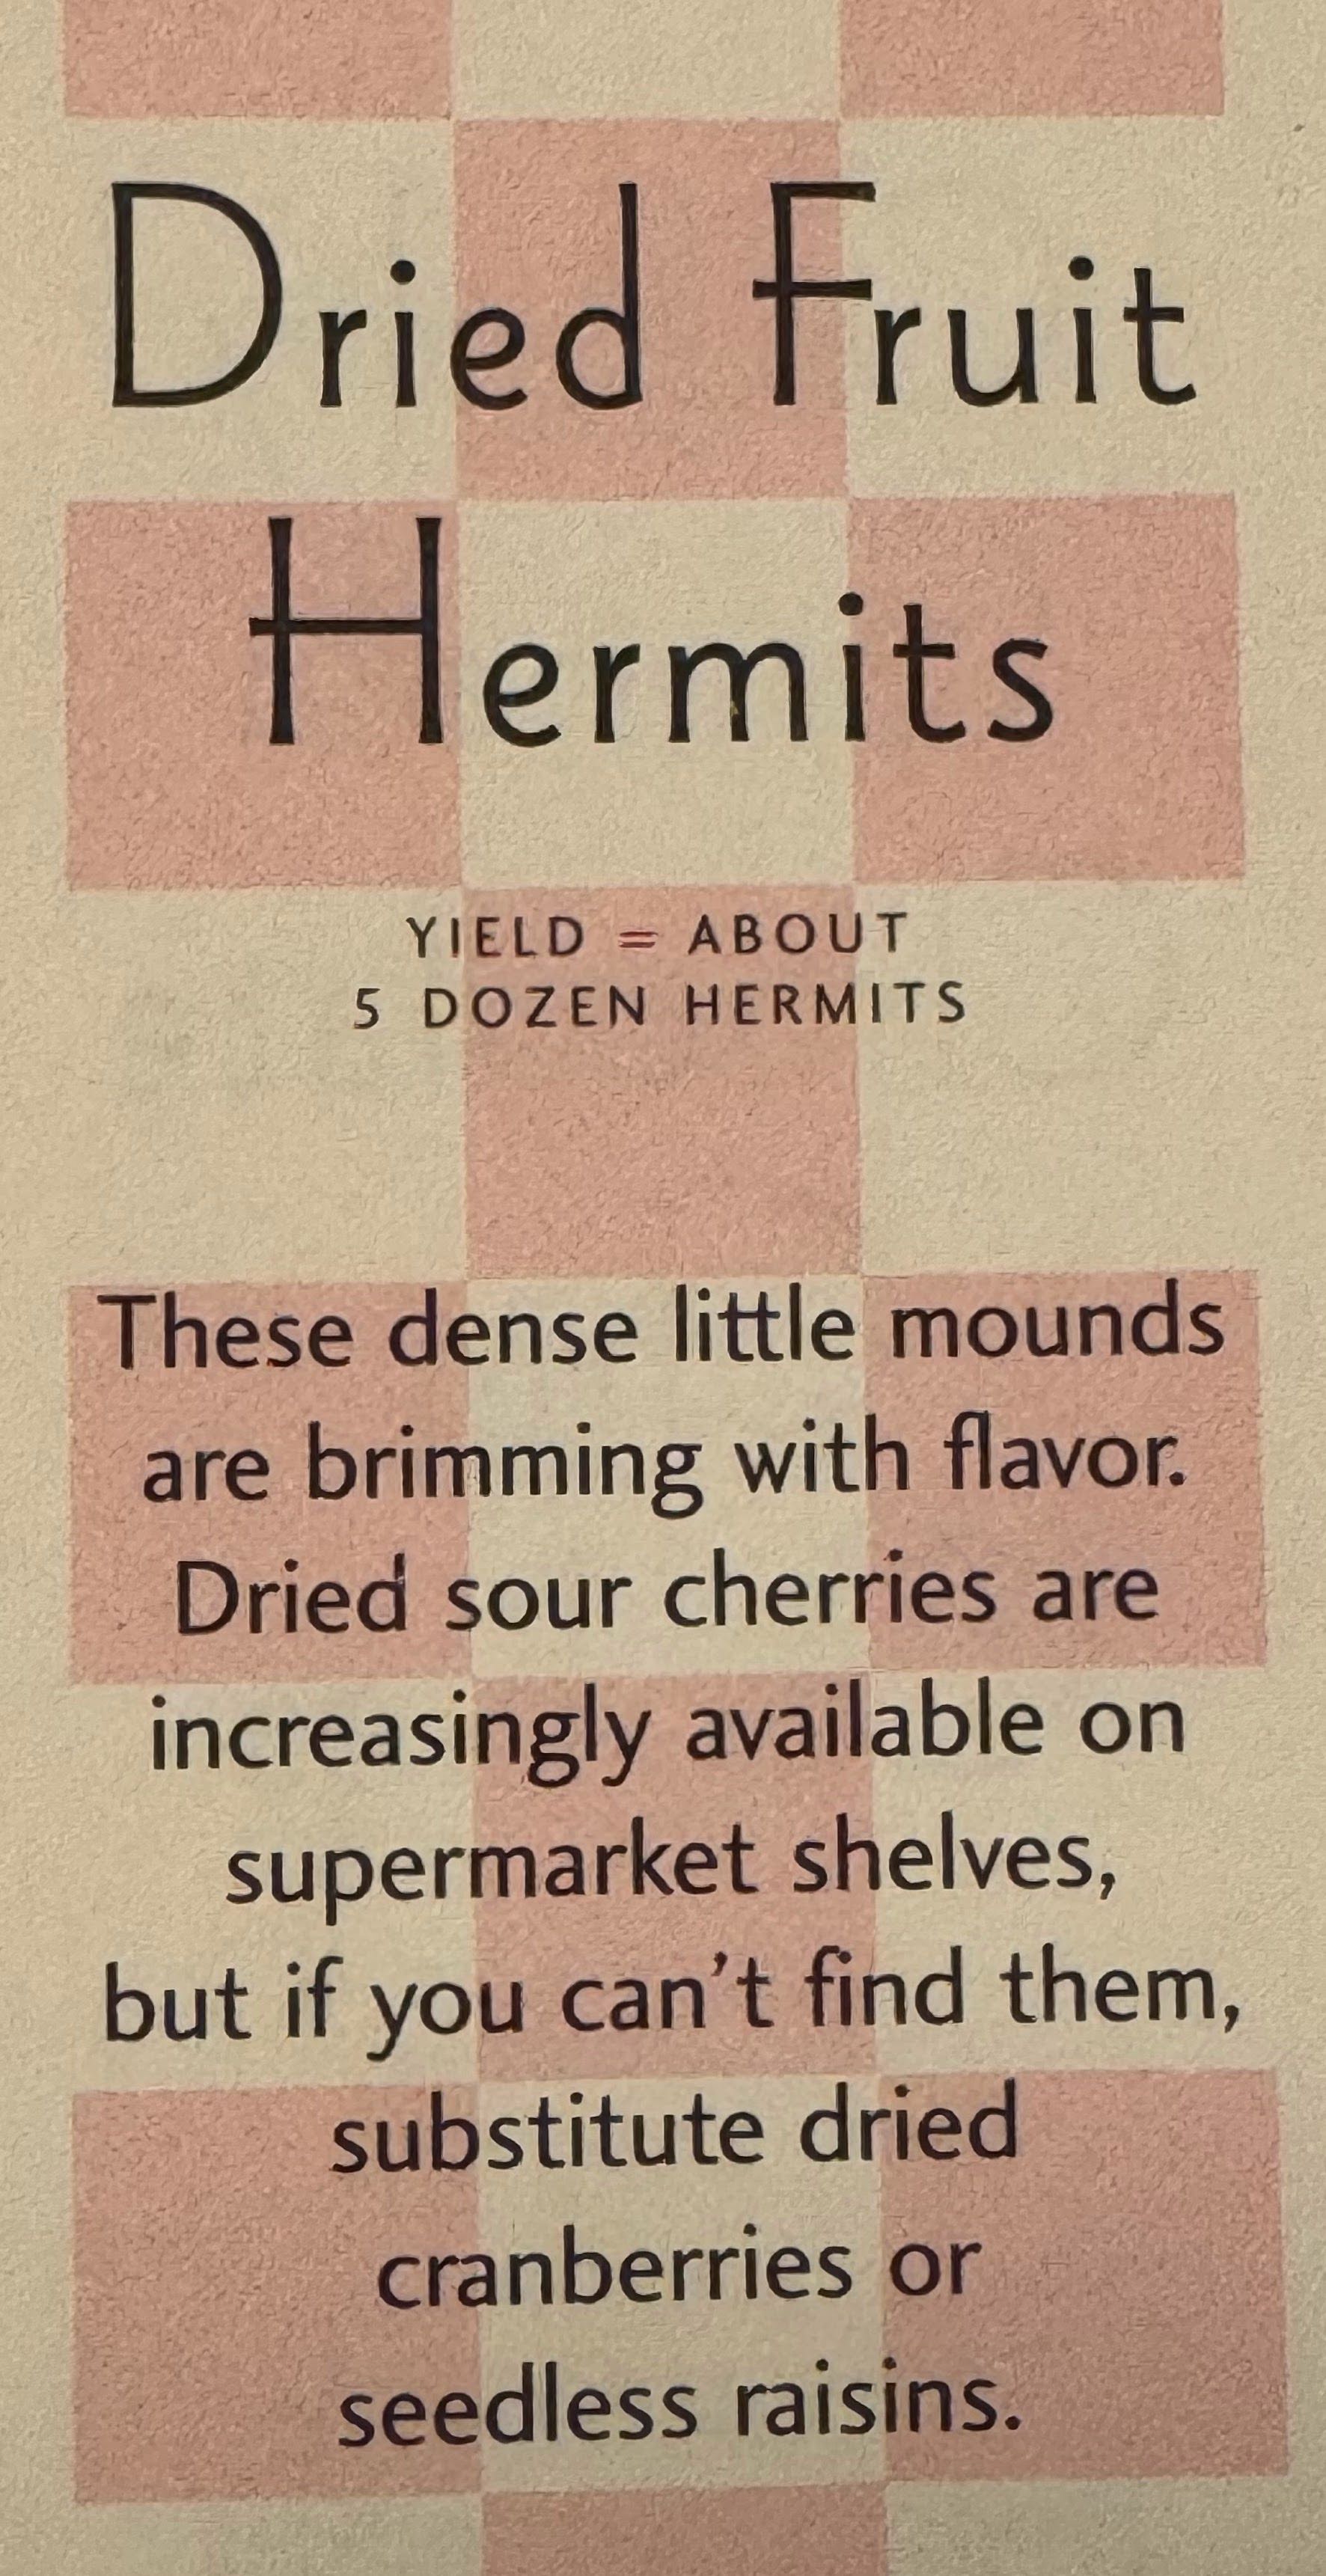 Dried Fruit
Hermits
YIELD = ABOUT
5 DOZEN HERMITS
These dense little mounds
are brimming with flavor.
Dried sour cherries are
increasingly available on
supermarket shelves,
but if you can’t find them,
substitute dried
cranberries or
seedless raisins.